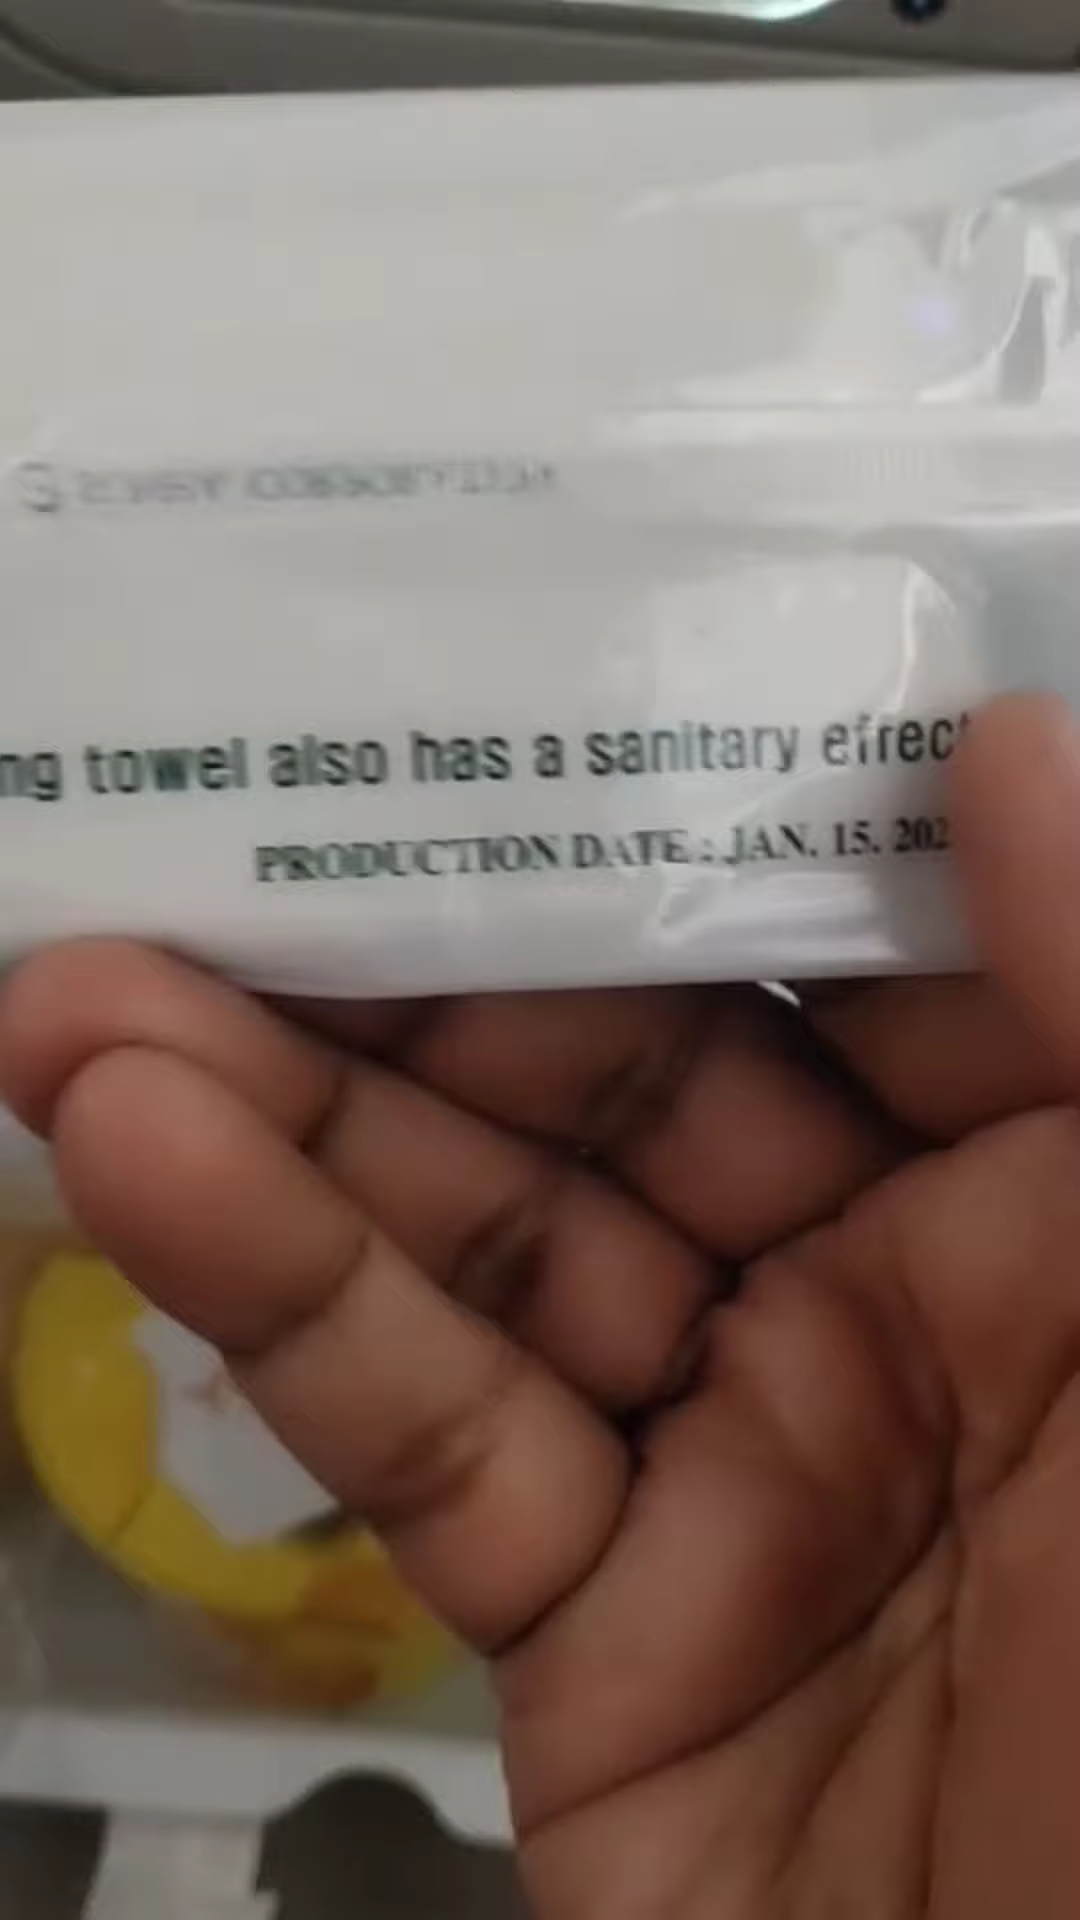 ng towel also has a sanitary effect
PRODUCTION DATE : JAN. 15. 202